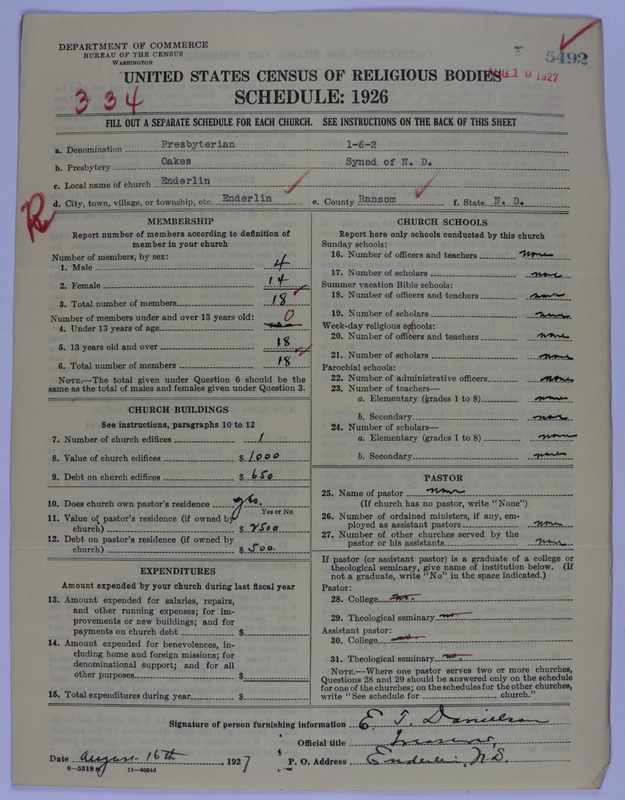 DEPARTMENT OF COMMERCE
BUREAU OF THE CENSUS
WASHINGTON
5492
AUG 19 1927
UNITED STATES CENSUS OF RELIGIOUS BODIES
334
SCHEDULE: 1926
FILL OUT A SEPARATE SCHEDULE FOR EACH CHURCH. SEE INSTRUCTIONS ON THE BACK OF THIS SHEET
a. Denomination Presbyterian 1-6-2
b. Presbytery Oakes Synod of N. D.
c. Local name of church Enderlin
d. City, town, village, or township, etc. Enderlin e. County Ransom f. State N. D.
MEMBERSHIP
Report number of members according to definition of
member in your church
Number of members, by sex:
1. Male 4
2. Female 14
3. Total number of members 18
Number of members under and over 13 years old: 0
4. Under 13 years of age
5. 13 years old and over 18
6. Total number of members 18
NOTE.—The total given under Question 6 should be the
same as the total of males and females given under Question 3.
CHURCH BUILDINGS
See instructions, paragraphs 10 to 12
7. Number of church edifices 1
8. Value of church edifices $ 1000
9. Debt on church edifices $ 650
10. Does church own pastor's residence yes.
Yes or No
11. Value of pastor's residence (if owned by
church) $ 2500
12. Debt on pastor's residence (if owned by
church) $ 500.
EXPENDITURES
Amount expended by your church during last fiscal year
13. Amount expended for salaries, repairs,
and other running expenses; for im-
provements or new buildings; and for
payments on church debt $
14. Amount expended for benevolences, in-
cluding home and foreign missions; for
denominational support; and for all
other purposes $
15. Total expenditures during year $
CHURCH SCHOOLS
Report here only schools conducted by this church
Sunday schools:
16. Number of officers and teachers none
17. Number of scholars none
Summer vacation Bible schools:
18. Number of officers and teachers none
19. Number of scholars none
Week-day religious schools:
20. Number of officers and teachers none
21. Number of scholars none
Parochial schools:
22. Number of administrative officers none
23. Number of teachers—
a. Elementary (grades 1 to 8) none
b. Secondary none
24. Number of scholars—
a. Elementary (grades 1 to 8) none
b. Secondary none
PASTOR
25. Name of pastor none
(If church has no pastor, write "None")
26. Number of ordained ministers, if any, em-
ployed as assistant pastors none
27. Number of other churches served by the
pastor or his assistants none
If pastor (or assistant pastor) is a graduate of a college or
theological seminary, give name of institution below. (If
not a graduate, write "No" in the space indicated.)
Pastor:
28. College no.
29. Theological seminary no.
Assistant pastor:
30. College no.
31. Theological seminary no.
NOTE.—Where one pastor serves two or more churches,
Questions 28 and 29 should be answered only on the schedule
for one of the churches; on the schedules for the other churches,
write "See schedule for church."
Signature of person furnishing information E. T. Danielson
Official title
Date August 16th, 1927 P. O. Address Enderlin, N.D.
8-5518a 11-9064d